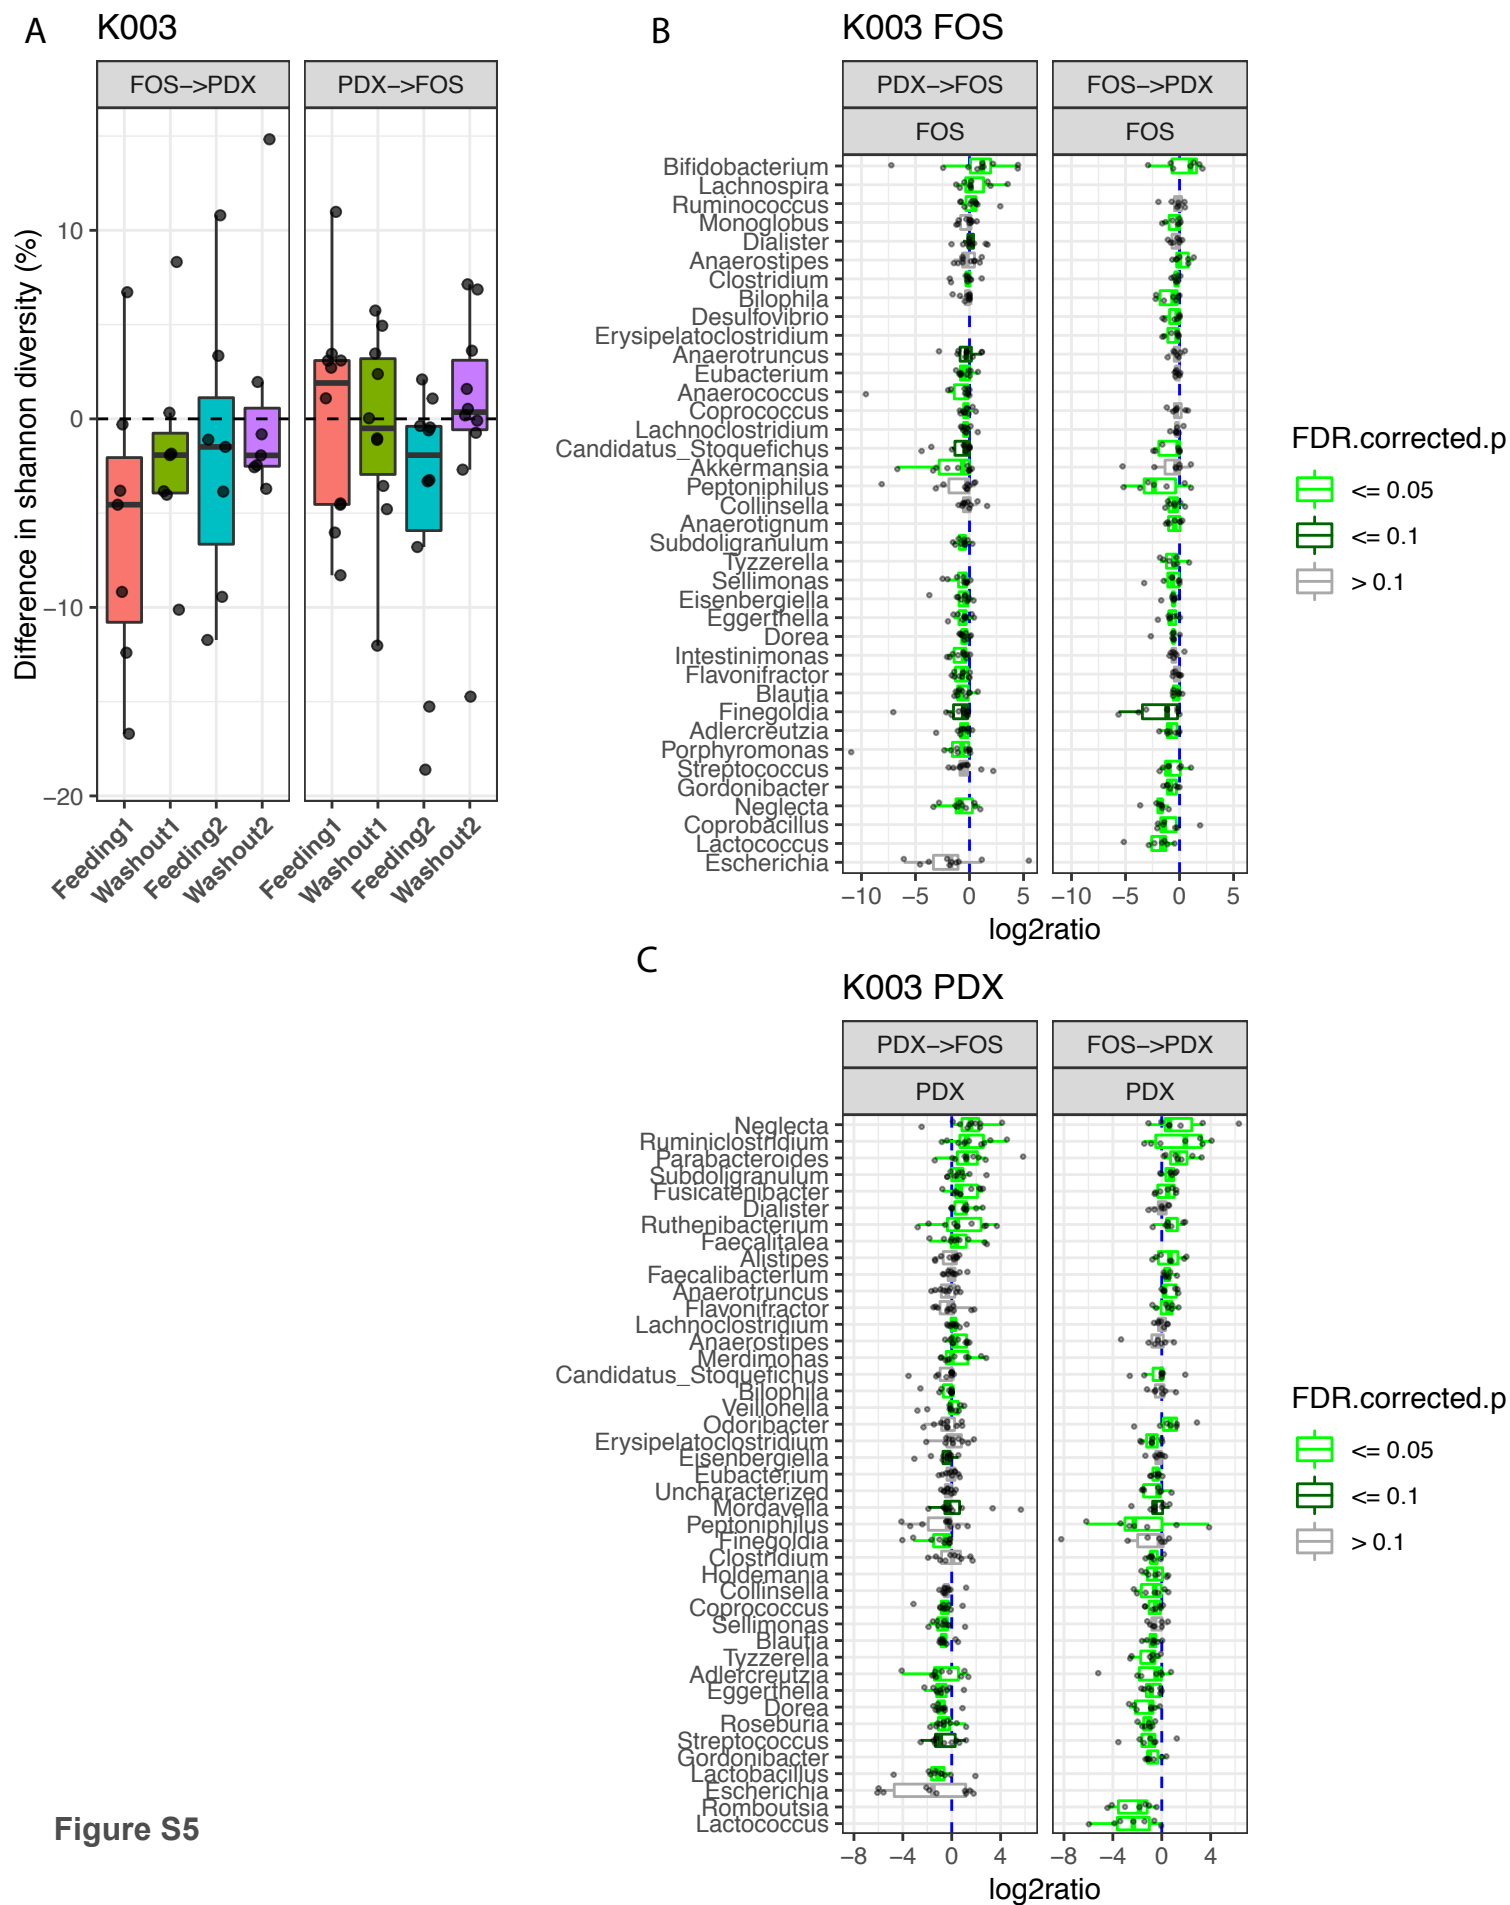 A
K003
FOS->PDX
PDX->FOS
Difference in shannon diversity (%)
10
0
−10
−20
Feeding1
Washout1
Feeding2
Washout2
Feeding1
Washout1
Feeding2
Washout2
B
K003 FOS
PDX->FOS
FOS->PDX
FOS
FOS
Bifidobacterium
Lachnospira
Ruminococcus
Monoglobus
Dialister
Anaerostipes
Clostridium
Bilophila
Desulfovibrio
Erysipelatoclostridium
Anaerotruncus
Eubacterium
Anaerococcus
Coprococcus
Lachnoclostridium
Candidatus_Stoquefichus
Akkermansia
Peptoniphilus
Collinsella
Anaerotignum
Subdoligranulum
Tyzzerella
Sellimonas
Eisenbergiella
Eggerthella
Dorea
Intestinimonas
Flavonifractor
Blautia
Finegoldia
Adlercreutzia
Porphyromonas
Streptococcus
Gordonibacter
Neglecta
Coprobacillus
Lactococcus
Escherichia
−10 −5 0 5
−10 −5 0 5
log2ratio
FDR.corrected.p
<= 0.05
<= 0.1
> 0.1
C
K003 PDX
PDX->FOS
FOS->PDX
PDX
PDX
Neglecta
Ruminiclostridium
Parabacteroides
Subdoligranulum
Fusicatenibacter
Dialister
Ruthenibacterium
Faecalitalea
Alistipes
Faecalibacterium
Anaerotruncus
Flavonifractor
Lachnoclostridium
Anaerostipes
Merdimonas
Candidatus_Stoquefichus
Bilophila
Veillonella
Odoribacter
Erysipelatoclostridium
Eisenbergiella
Eubacterium
Uncharacterized
Mordavella
Peptoniphilus
Finegoldia
Clostridium
Holdemania
Collinsella
Coprococcus
Sellimonas
Blautia
Tyzzerella
Adlercreutzia
Eggerthella
Dorea
Roseburia
Streptococcus
Gordonibacter
Lactobacillus
Escherichia
Romboutsia
Lactococcus
−8 −4 0 4
−8 −4 0 4
log2ratio
FDR.corrected.p
<= 0.05
<= 0.1
> 0.1
Figure S5